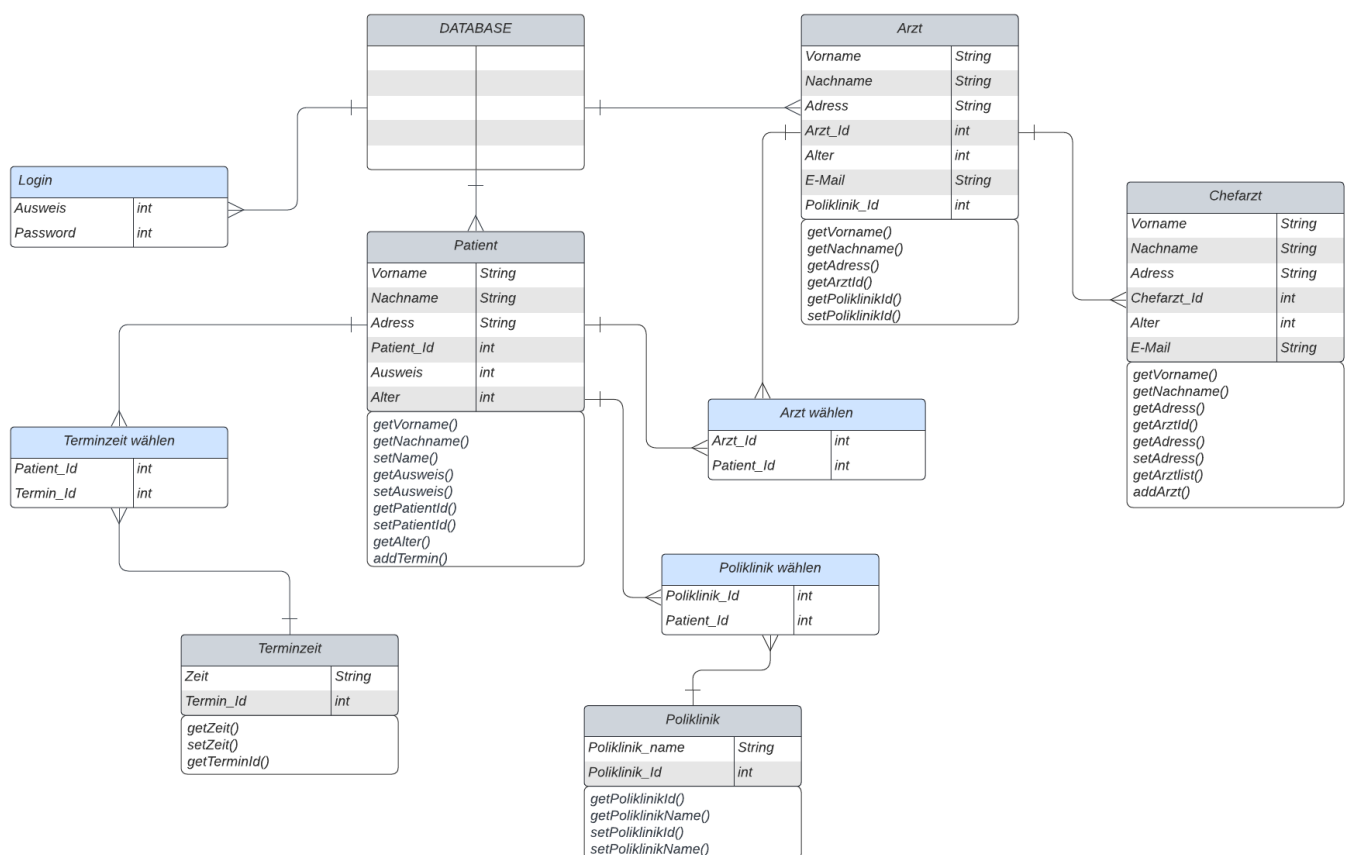 DATABASE
Arzt
Vorname String
Nachname String
Adress String
Arzt_Id int
Alter int
E-Mail String
Poliklinik_Id int
getVorname()
getNachname()
getAdress()
getArztId()
getPoliklinikId()
setPoliklinikId()
Login
Ausweis int
Password int
Chefarzt
Vorname String
Nachname String
Adress String
Chefarzt_Id int
Alter int
E-Mail String
getVorname()
getNachname()
getAdress()
getArztId()
getAdress()
setAdress()
getArztlist()
addArzt()
Patient
Vorname String
Nachname String
Adress String
Patient_Id int
Ausweis int
Alter int
getVorname()
getNachname()
setName()
getAusweis()
setAusweis()
getPatientId()
setPatientId()
getAlter()
addTermin()
Arzt wählen
Arzt_Id int
Patient_Id int
Terminzeit wählen
Patient_Id int
Termin_Id int
Poliklinik wählen
Poliklinik_Id int
Patient_Id int
Terminzeit
Zeit String
Termin_Id int
getZeit()
setZeit()
getTerminId()
Poliklinik
Poliklinik_name String
Poliklinik_Id int
getPoliklinikId()
getPoliklinikName()
setPoliklinikId()
setPoliklinikName()